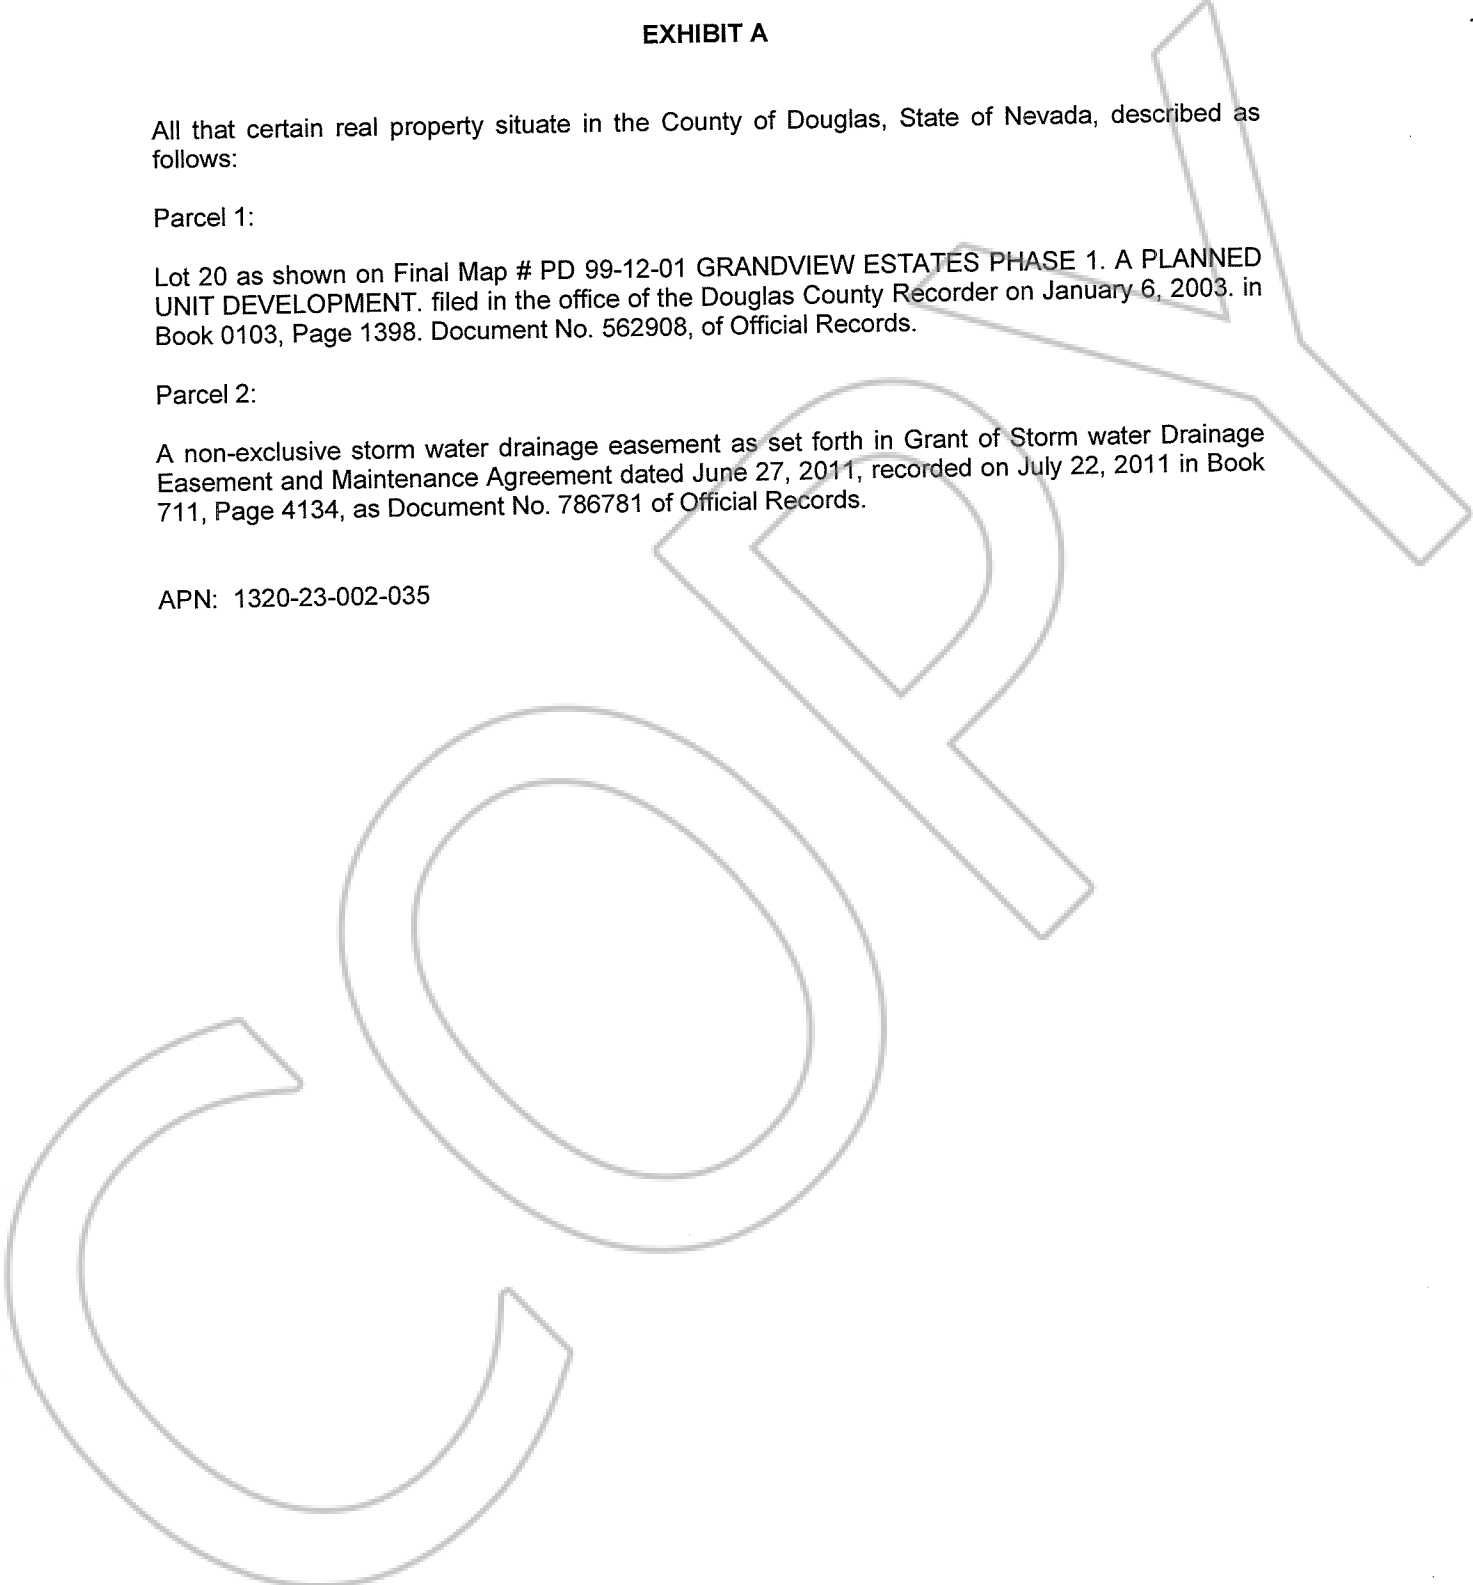 EXHIBIT A
All that certain real property situate in the County of Douglas, State of Nevada, described as
follows:
Parcel 1:
Lot 20 as shown on Final Map # PD 99-12-01 GRANDVIEW ESTATES PHASE 1. A PLANNED
UNIT DEVELOPMENT. filed in the office of the Douglas County Recorder on January 6, 2003. in
Book 0103, Page 1398. Document No. 562908, of Official Records.
Parcel 2:
A non-exclusive storm water drainage easement as set forth in Grant of Storm water Drainage
Easement and Maintenance Agreement dated June 27, 2011, recorded on July 22, 2011 in Book
711, Page 4134, as Document No. 786781 of Official Records.
APN: 1320-23-002-035
COPY